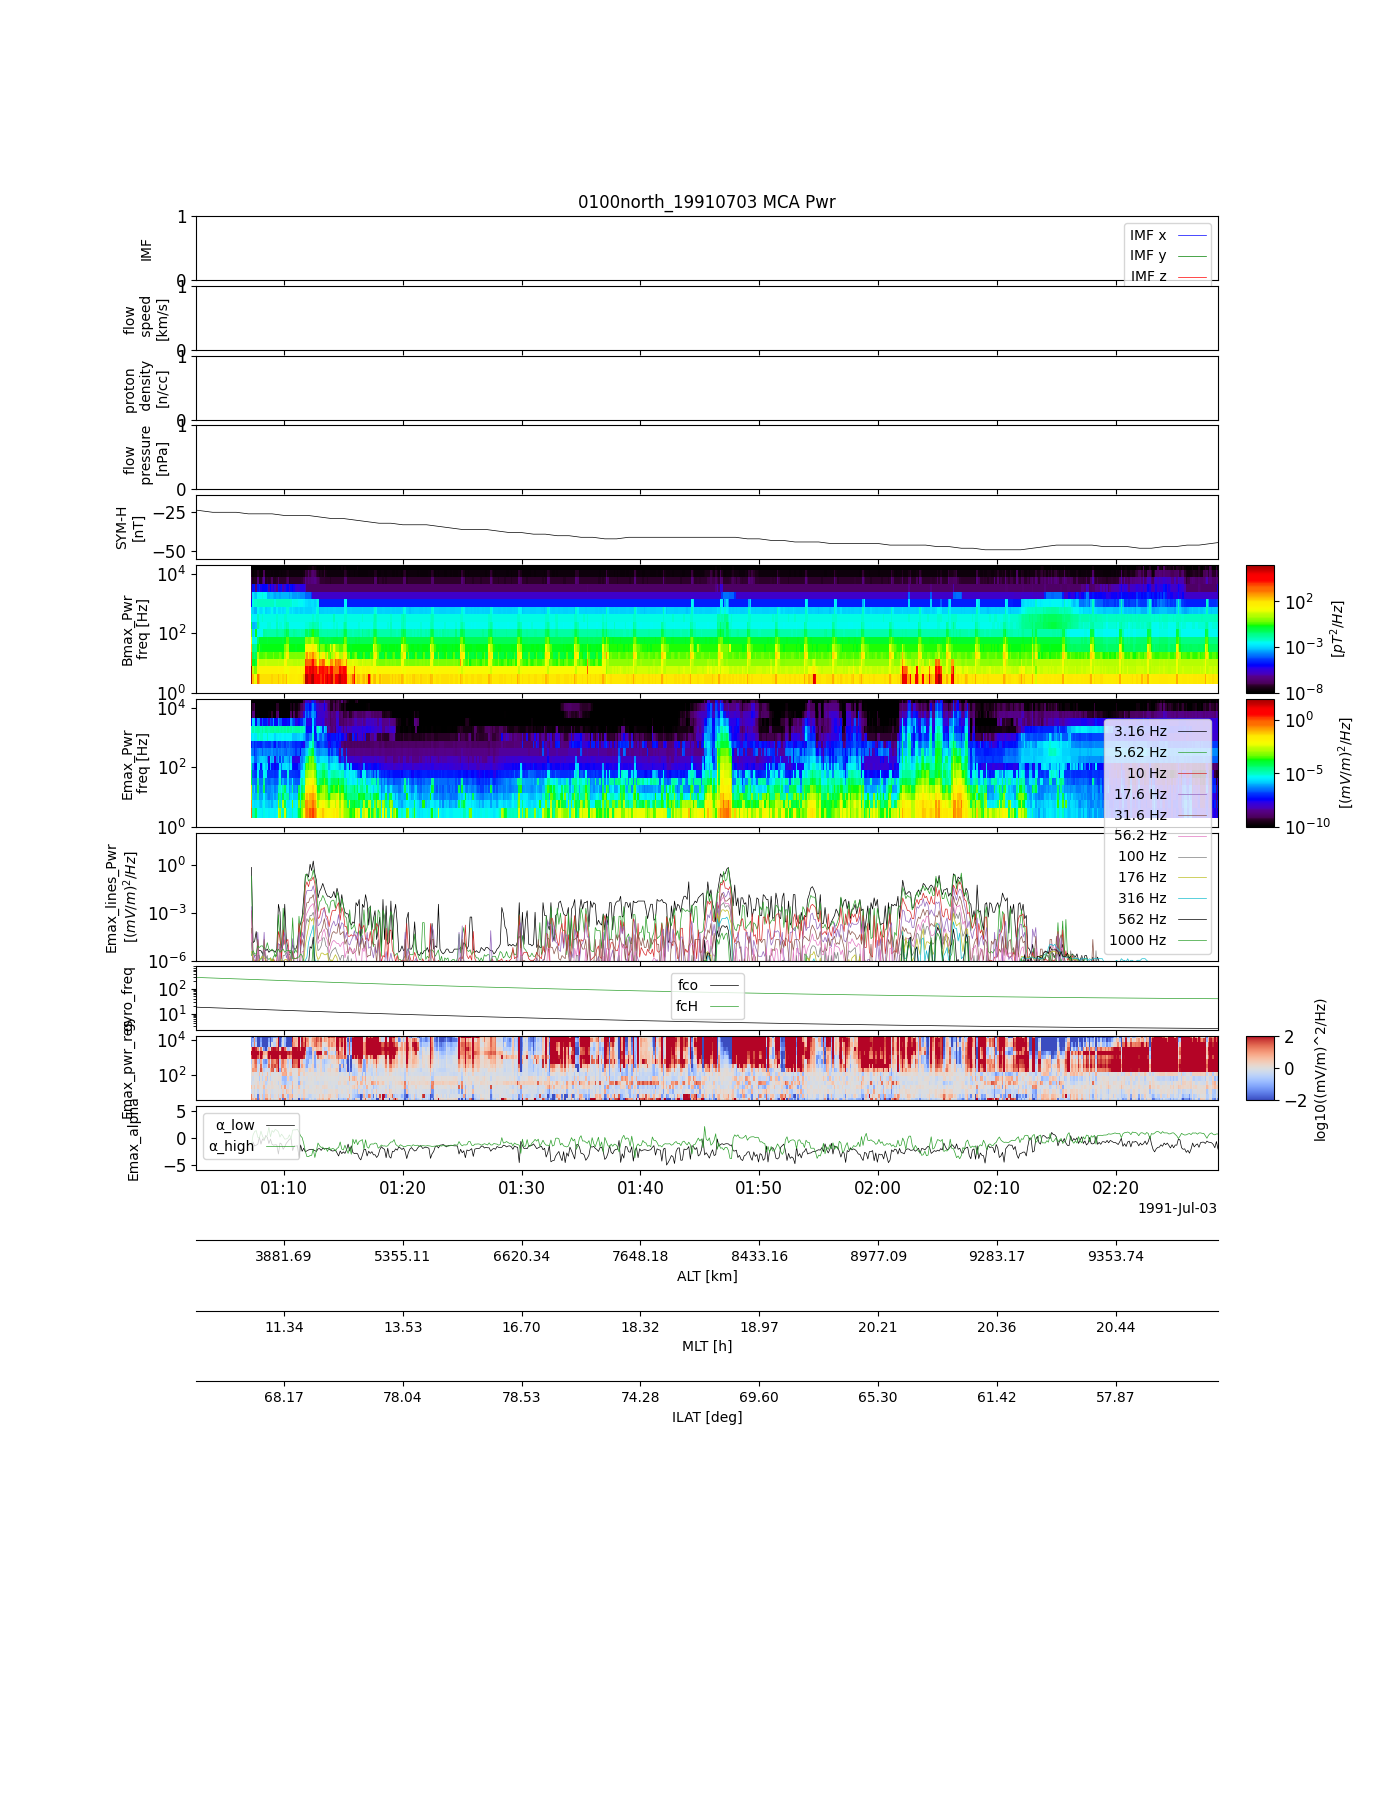 0100north_19910703 MCA Pwr
1
IMF
0
IMF x
IMF y
IMF z
1
flow
speed
[km/s]
0
1
proton
density
[n/cc]
0
1
flow
pressure
[nPa]
0
SYM-H
[nT]
−25
−50
Bmax_Pwr
freq [Hz]
10^4
10^2
10^0
10^2
10^−3
10^−8
[pT^2/Hz]
Emax_Pwr
freq [Hz]
10^4
10^2
10^0
10^0
10^−5
10^−10
[(mV/m)^2/Hz]
3.16 Hz
5.62 Hz
10 Hz
17.6 Hz
31.6 Hz
56.2 Hz
100 Hz
176 Hz
316 Hz
562 Hz
1000 Hz
Emax_lines_Pwr
[(mV/m)^2/Hz]
10^0
10^−3
10^−6
gyro_freq
10^2
10^1
fco
fcH
Emax_pwr_res
10^4
10^2
2
0
−2
log10((mV/m)^2/Hz)
Emax_alpha
5
0
−5
α_low
α_high
01:10 01:20 01:30 01:40 01:50 02:00 02:10 02:20
1991-Jul-03
3881.69 5355.11 6620.34 7648.18 8433.16 8977.09 9283.17 9353.74
ALT [km]
11.34 13.53 16.70 18.32 18.97 20.21 20.36 20.44
MLT [h]
68.17 78.04 78.53 74.28 69.60 65.30 61.42 57.87
ILAT [deg]